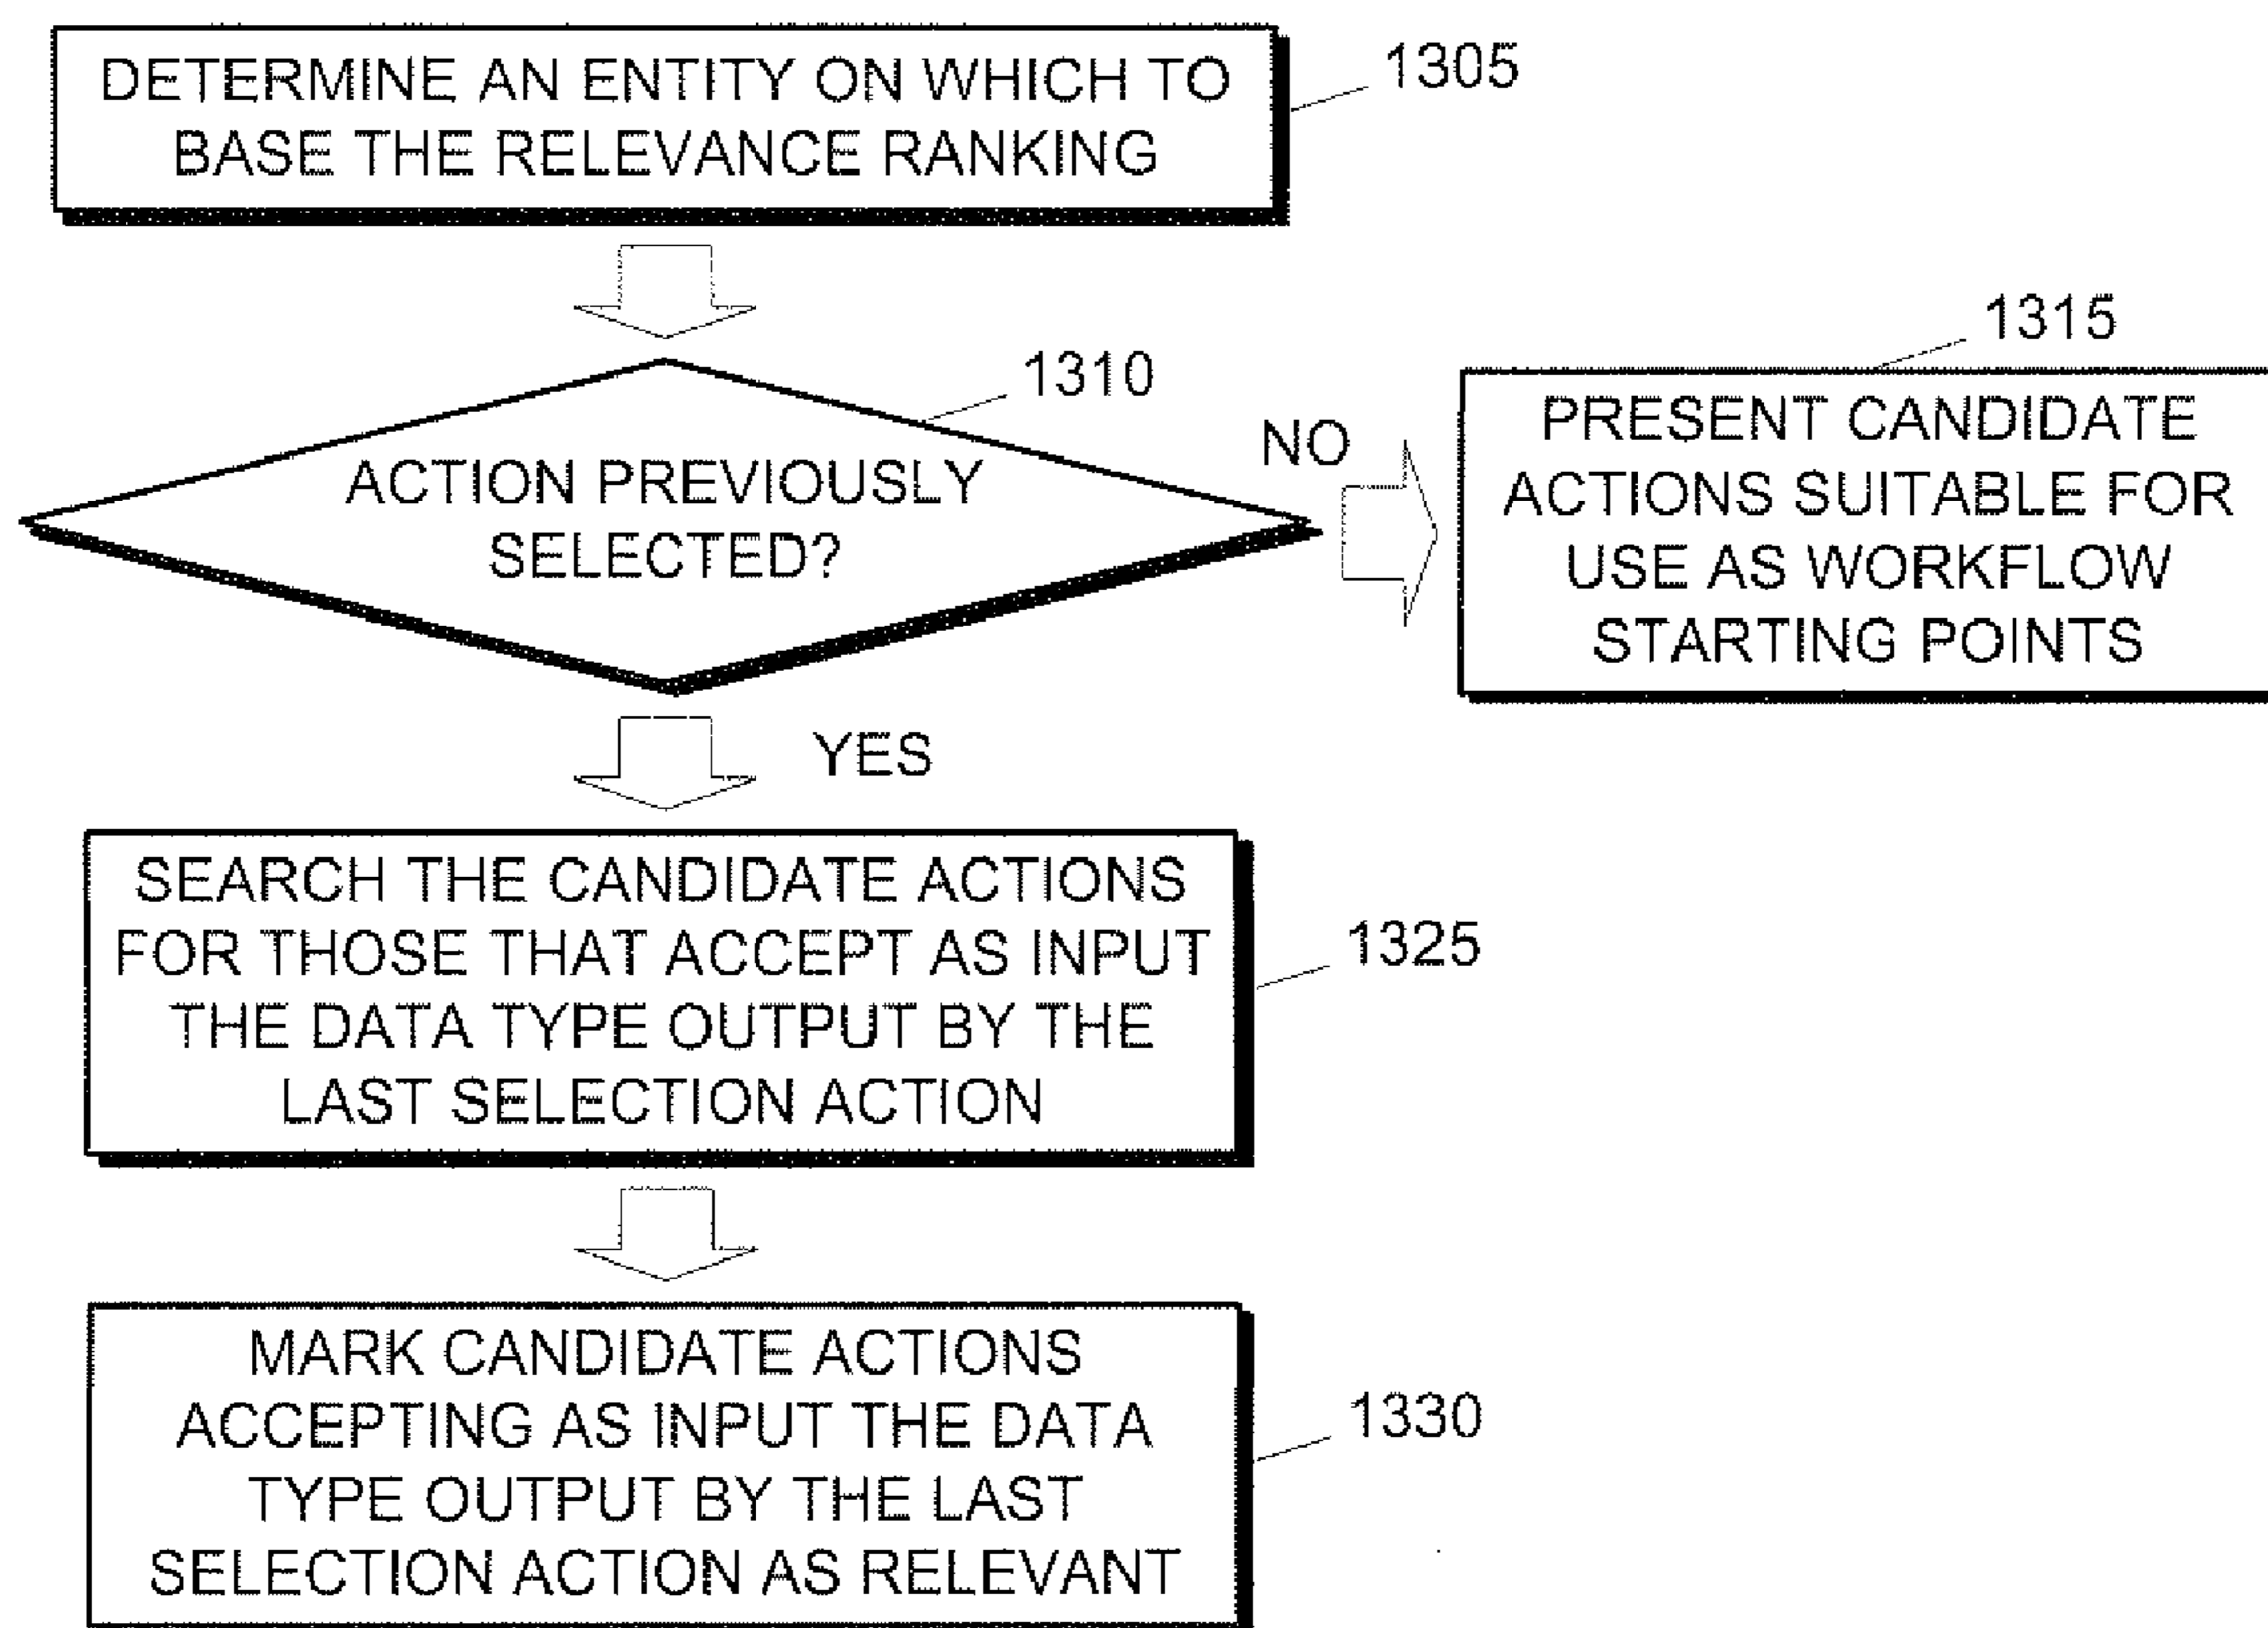 DETERMINE AN ENTITY ON WHICH TO
BASE THE RELEVANCE RANKING
1305
1310
ACTION PREVIOUSLY
SELECTED?
NO
1315
PRESENT CANDIDATE
ACTIONS SUITABLE FOR
USE AS WORKFLOW
STARTING POINTS
YES
SEARCH THE CANDIDATE ACTIONS
FOR THOSE THAT ACCEPT AS INPUT
THE DATA TYPE OUTPUT BY THE
LAST SELECTION ACTION
1325
MARK CANDIDATE ACTIONS
ACCEPTING AS INPUT THE DATA
TYPE OUTPUT BY THE LAST
SELECTION ACTION AS RELEVANT
1330